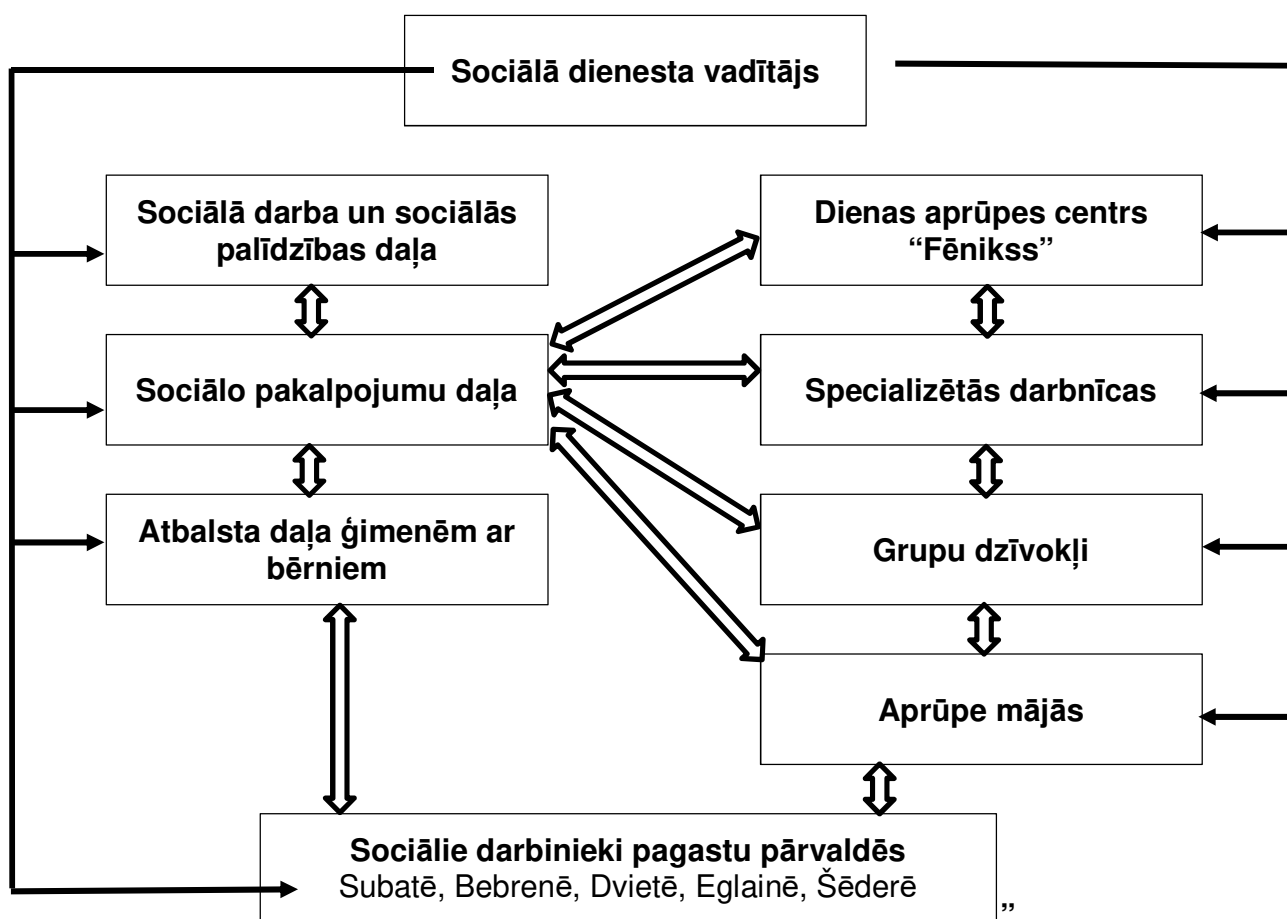 Sociālā dienesta vadītājs
Sociālā darba un sociālās
palīdzības daļa
Dienas aprūpes centrs
“Fēnikss”
Sociālo pakalpojumu daļa
Specializētās darbnīcas
Atbalsta daļa ģimenēm ar
bērniem
Grupu dzīvokļi
Aprūpe mājās
Sociālie darbinieki pagastu pārvaldēs
Subatē, Bebrenē, Dvietē, Eglainē, Šēderē
”